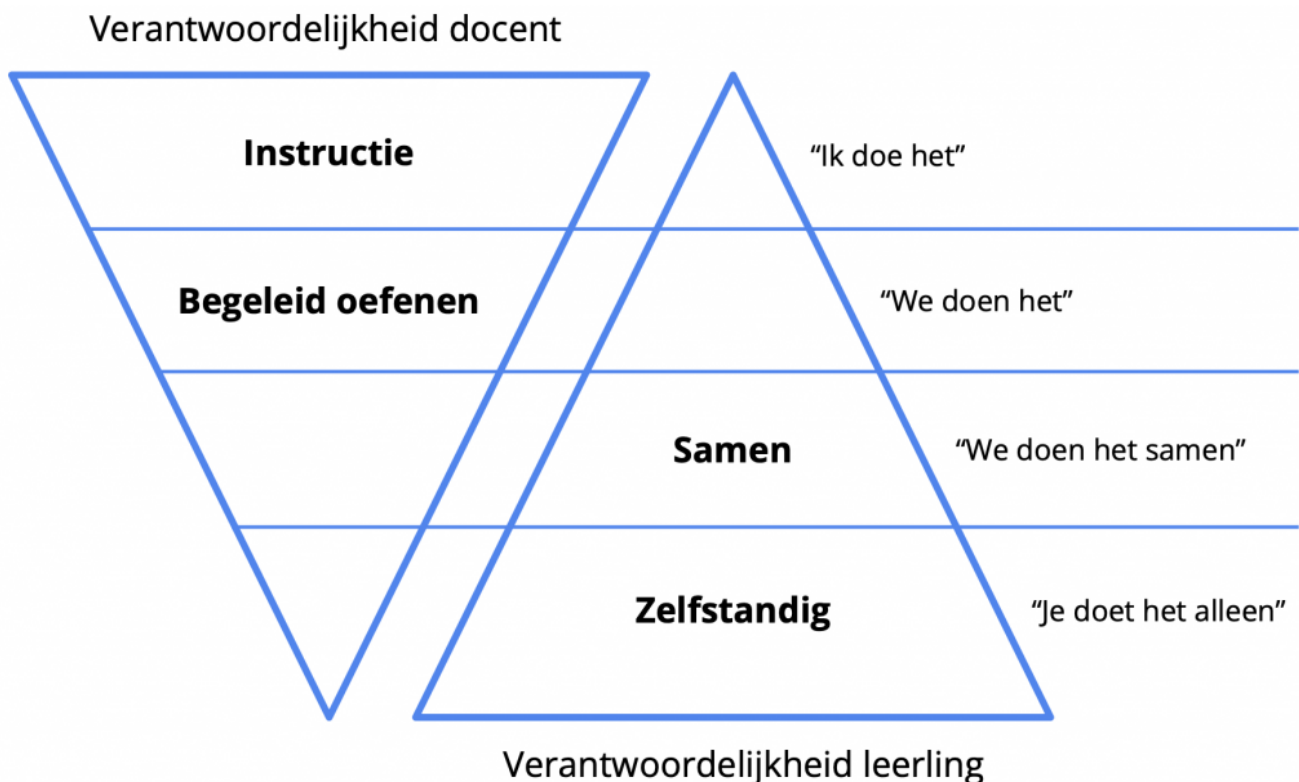 Verantwoordelijkheid docent
Instructie
“Ik doe het”
Begeleid oefenen
“We doen het”
Samen
“We doen het samen”
Zelfstandig
“Je doet het alleen”
Verantwoordelijkheid leerling